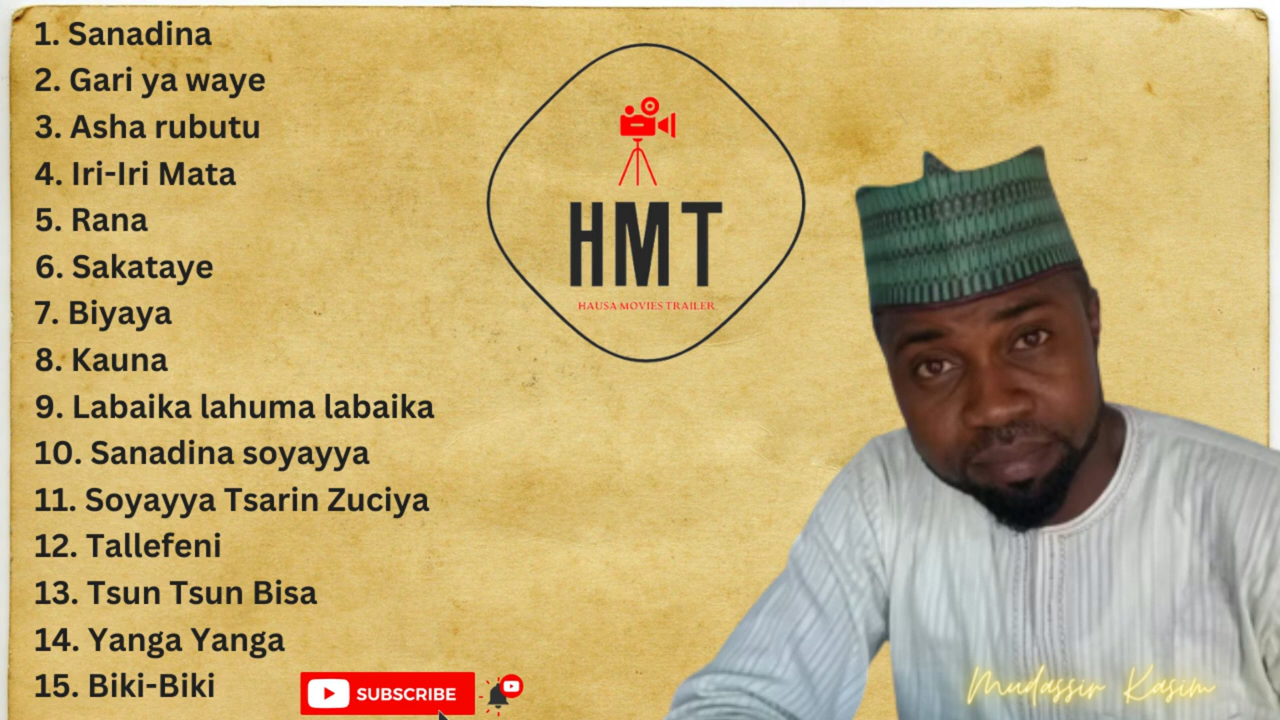 1. Sanadina
2. Gari ya waye
3. Asha rubutu
4. Iri-Iri Mata
5. Rana
6. Sakataye
7. Biyaya
8. Kauna
9. Labaika lahuma labaika
10. Sanadina soyayya
11. Soyayya Tsarin Zuciya
12. Tallefeni
13. Tsun Tsun Bisa
14. Yanga Yanga
15. Biki-Biki
HMT
HAUSA MOVIES TRAILER
SUBSCRIBE
Mudassir Kasim